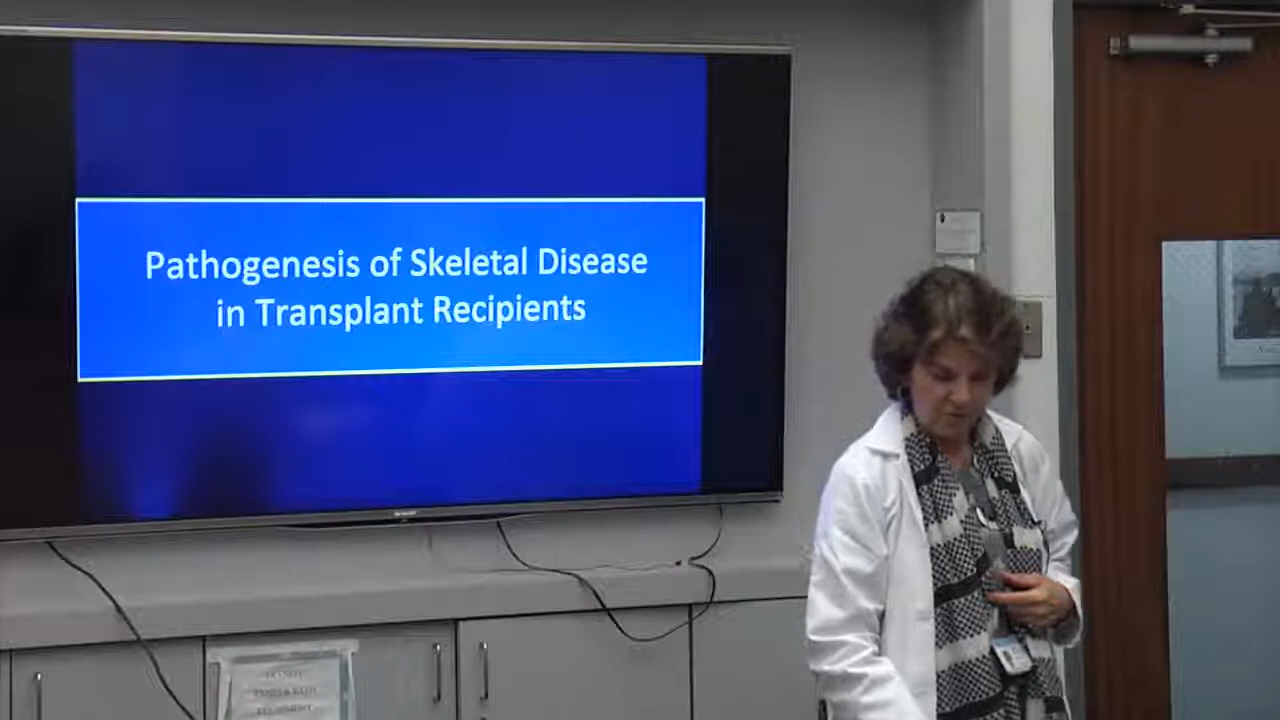 Pathogenesis of Skeletal Disease
in Transplant Recipients